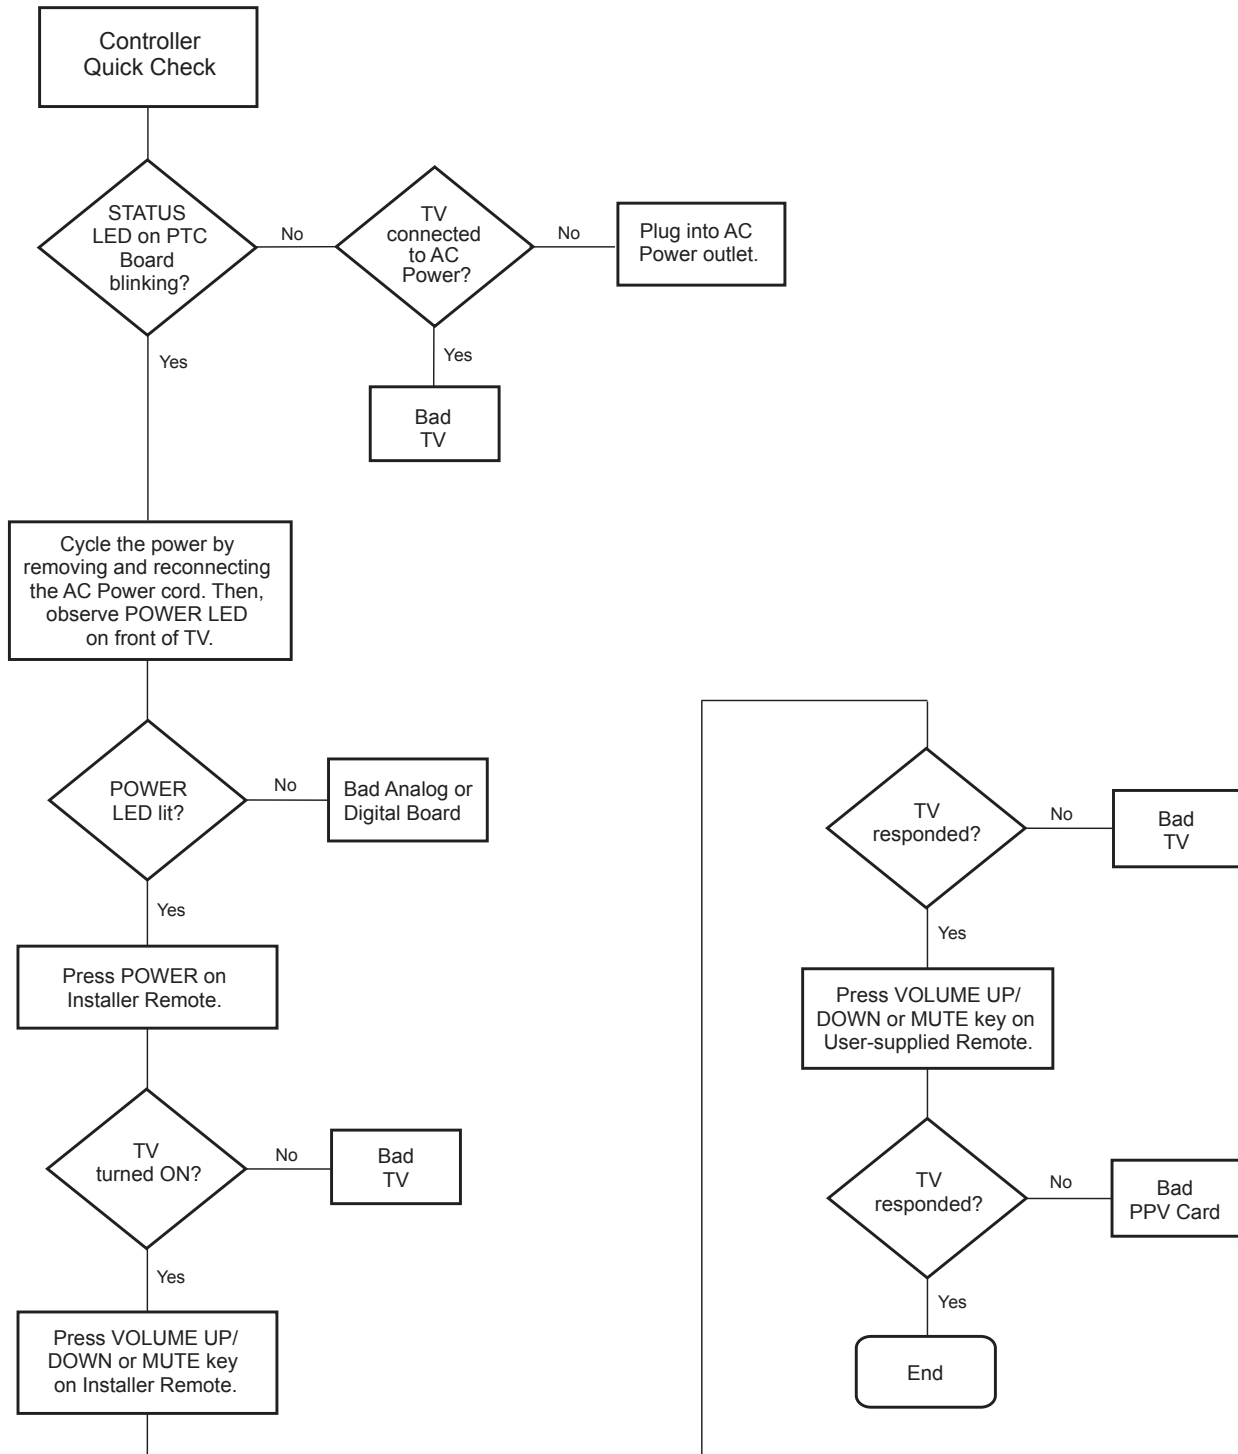 Controller
Quick Check
STATUS
LED on PTC
Board
blinking?
No
TV
connected
to AC
Power?
No
Plug into AC
Power outlet.
Yes
Yes
Bad
TV
Cycle the power by
removing and reconnecting
the AC Power cord. Then,
observe POWER LED
on front of TV.
POWER
LED lit?
No
Bad Analog or
Digital Board
Yes
Press POWER on
Installer Remote.
TV
turned ON?
No
Bad
TV
Yes
Press VOLUME UP/
DOWN or MUTE key
on Installer Remote.
TV
responded?
No
Bad
TV
Yes
Press VOLUME UP/
DOWN or MUTE key on
User-supplied Remote.
TV
responded?
No
Bad
PPV Card
Yes
End